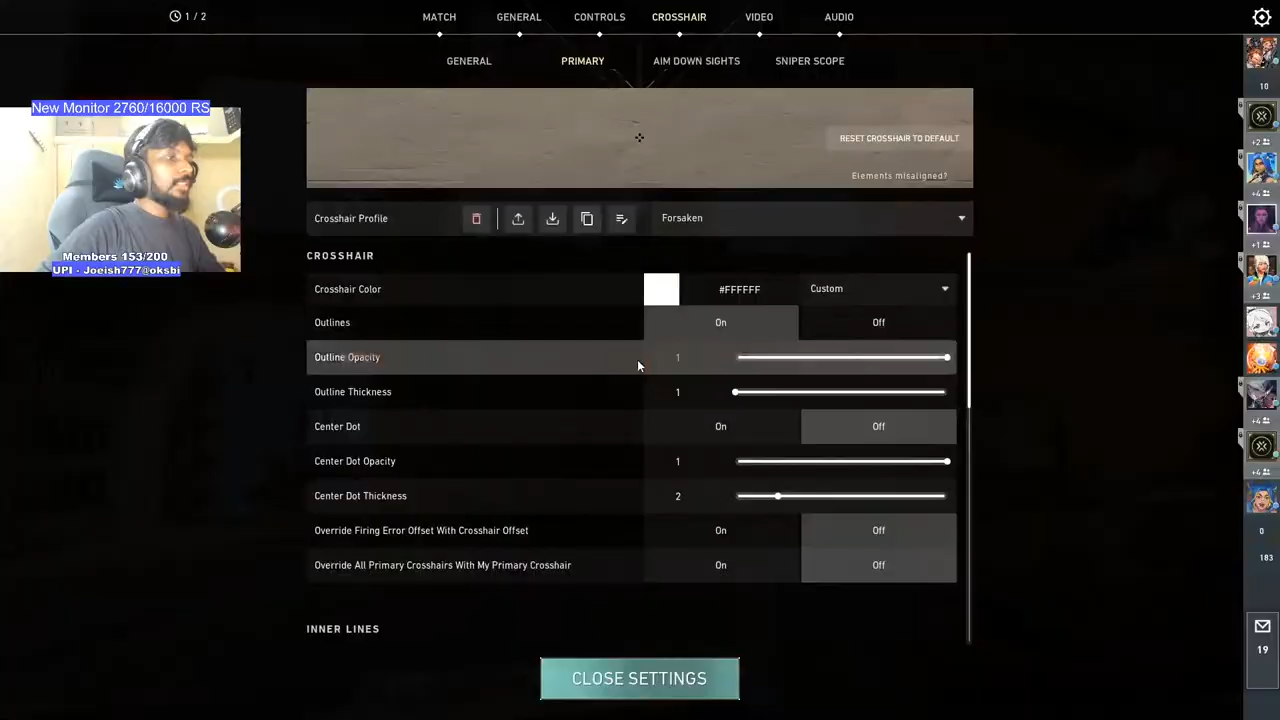 1 / 2
MATCH GENERAL CONTROLS CROSSHAIR VIDEO AUDIO
GENERAL PRIMARY AIM DOWN SIGHTS SNIPER SCOPE
New Monitor 2760/16000 RS
Members 153/200
UPI - Joeish777@oksbi
RESET CROSSHAIR TO DEFAULT
Elements misaligned?
Crosshair Profile Forsaken
CROSSHAIR
Crosshair Color #FFFFFF Custom
Outlines On Off
Outline Opacity 1
Outline Thickness 1
Center Dot On Off
Center Dot Opacity 1
Center Dot Thickness 2
Override Firing Error Offset With Crosshair Offset On Off
Override All Primary Crosshairs With My Primary Crosshair On Off
INNER LINES
CLOSE SETTINGS
10
+2
+4
+1
+3
+4
+4
0
183
19